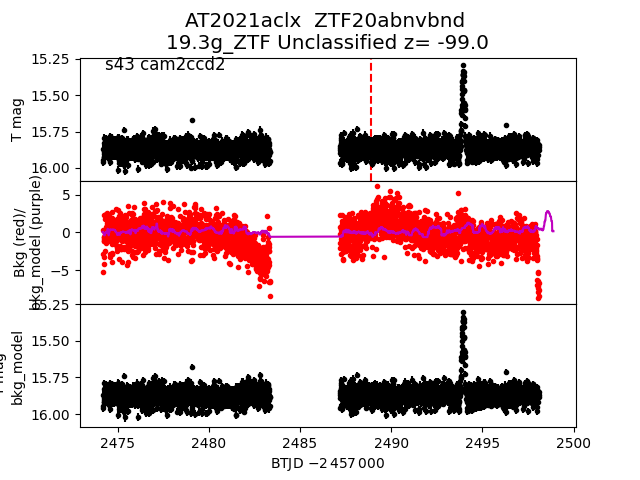 AT2021aclx  ZTF20abnvbnd
19.3g_ZTF Unclassified z= -99.0
s43 cam2ccd2
T mag
15.25
15.50
15.75
16.00
Bkg (red)/
bkg_model (purple)
5
0
−5
bkg_model
15.25
15.50
15.75
16.00
2475
2480
2485
2490
2495
2500
BTJD −2 457 000